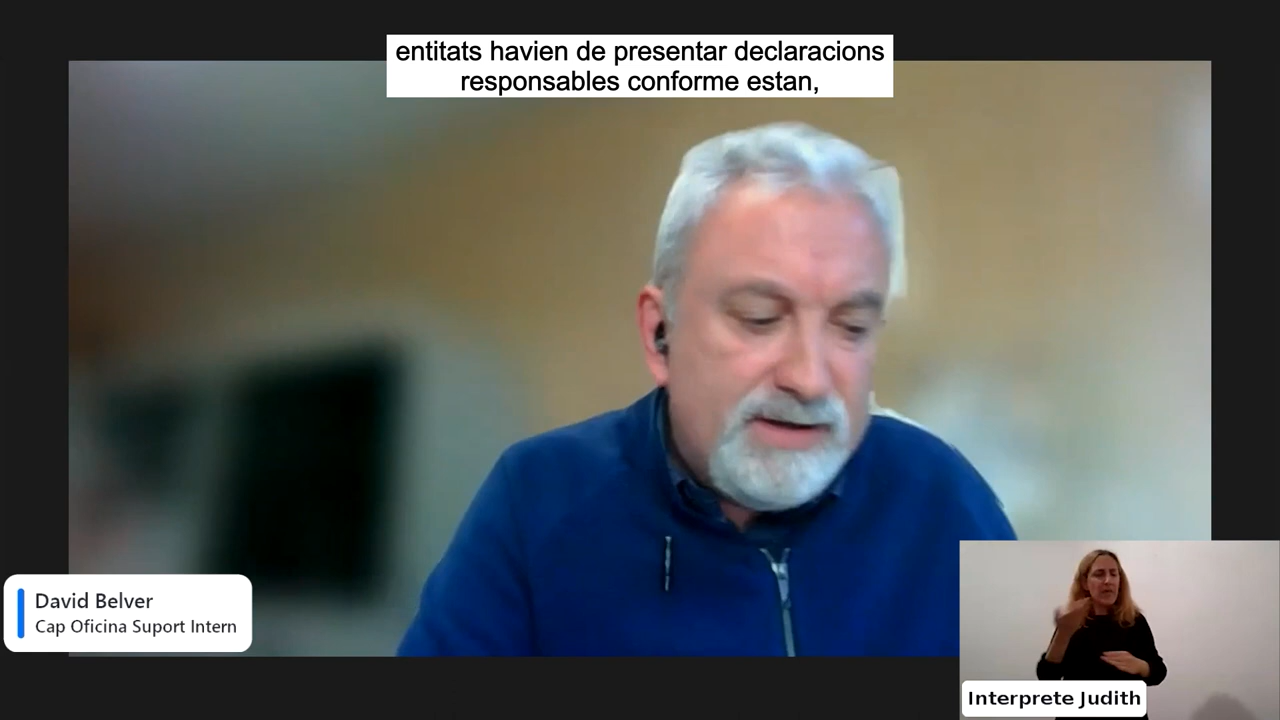 entitats havien de presentar declaracions
responsables conforme estan,
David Belver
Cap Oficina Suport Intern
Interprete Judith